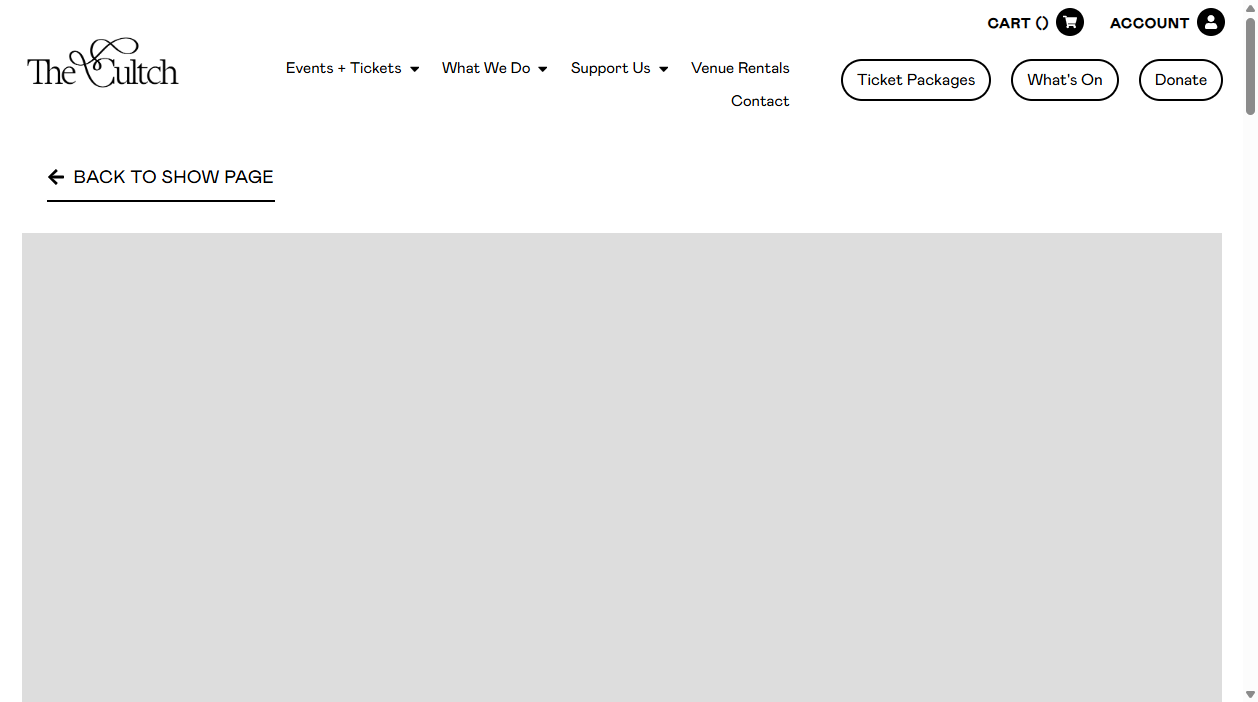 CART ()
ACCOUNT
The Cultch
Events + Tickets
What We Do
Support Us
Venue Rentals
Contact
Ticket Packages
What's On
Donate
BACK TO SHOW PAGE